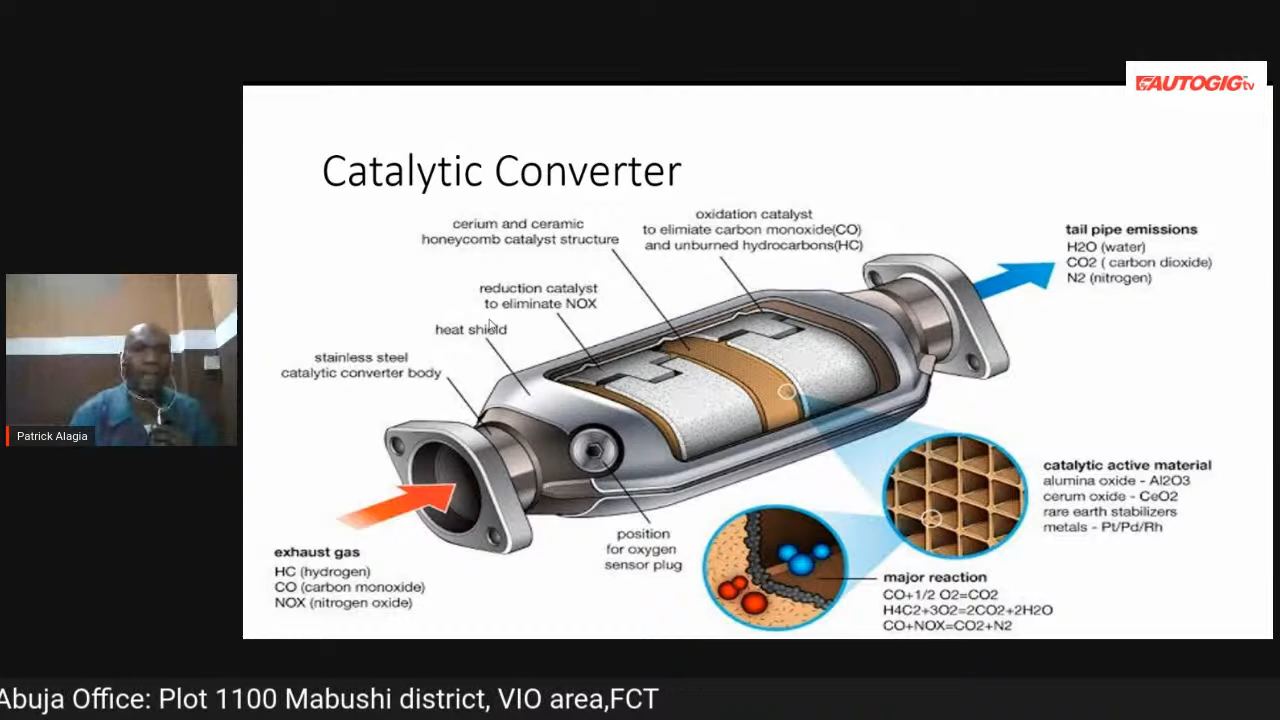 AUTOGIG tv
Catalytic Converter
cerium and ceramic
honeycomb catalyst structure
oxidation catalyst
to elimiate carbon monoxide(CO)
and unburned hydrocarbons(HC)
tail pipe emissions
H2O (water)
CO2 ( carbon dioxide)
N2 (nitrogen)
reduction catalyst
to eliminate NOX
heat shield
stainless steel
catalytic converter body
Patrick Alagia
catalytic active material
alumina oxide - Al2O3
cerum oxide - CeO2
rare earth stabilizers
metals - Pt/Pd/Rh
position
for oxygen
sensor plug
exhaust gas
HC (hydrogen)
CO (carbon monoxide)
NOX (nitrogen oxide)
major reaction
CO+1/2 O2=CO2
H4C2+3O2=2CO2+2H2O
CO+NOX=CO2+N2
Abuja Office: Plot 1100 Mabushi district, VIO area,FCT